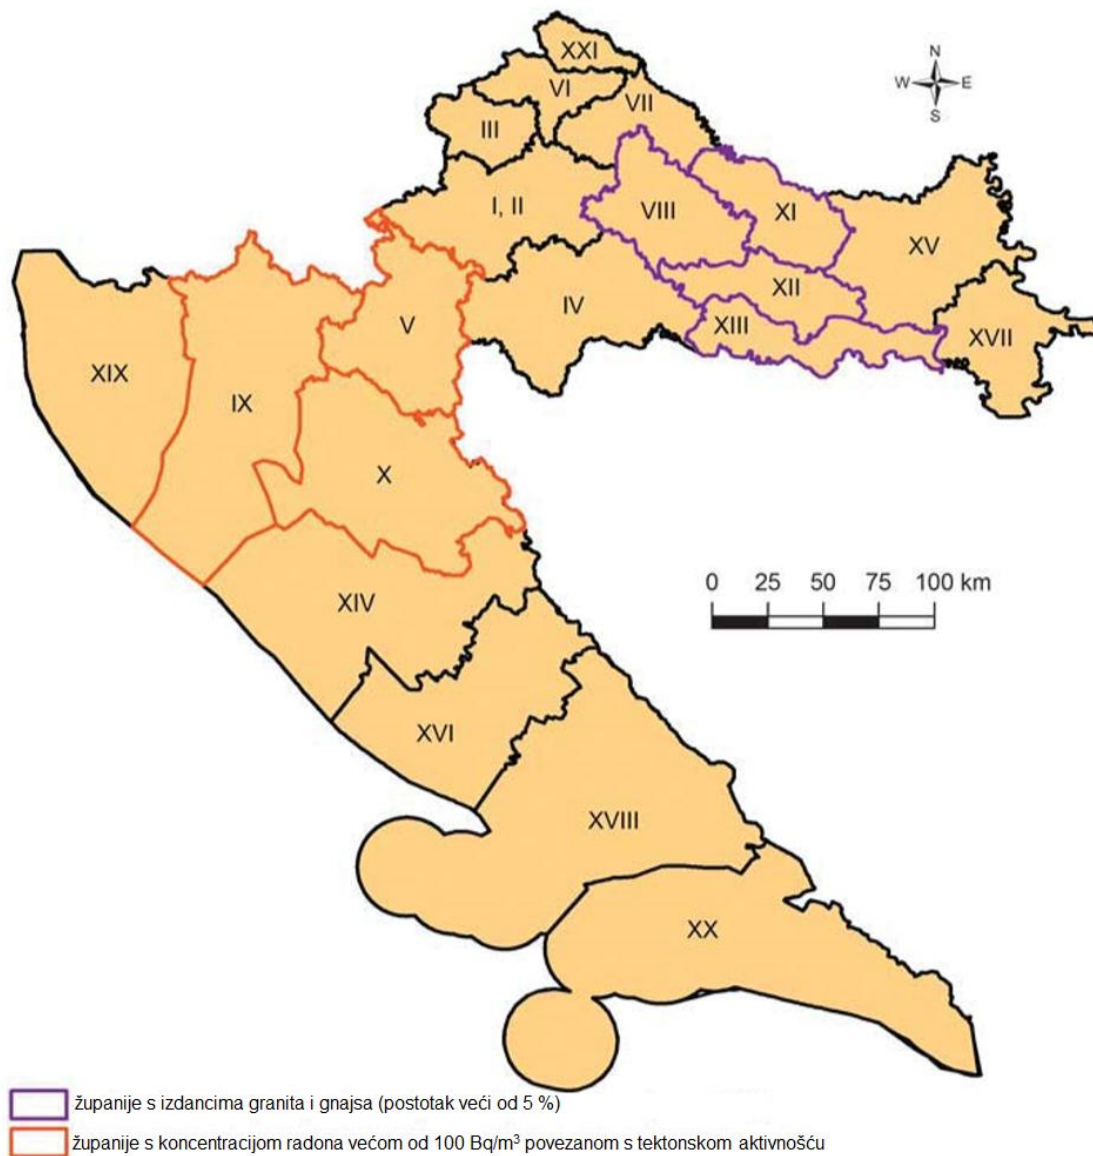 XXI
N
W E
S
VI
VII
III
I, II
VIII
XI
XV
XII
IV
XIII
V
XVII
XIX
IX
X
0 25 50 75 100 km
XIV
XVI
XVIII
XX
županije s izdancima granita i gnajsa (postotak veći od 5 %)
županije s koncentracijom radona većom od 100 Bq/m³ povezanom s tektonskom aktivnošću